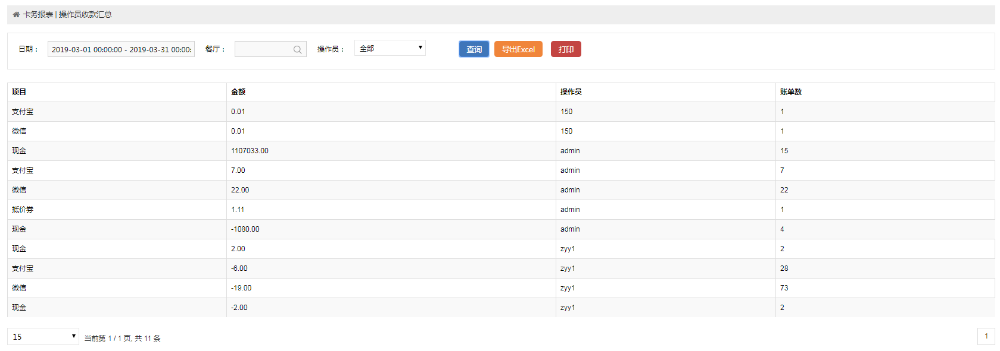 卡务报表 | 操作员收款汇总
日期： 2019-03-01 00:00:00 - 2019-03-31 00:00: 餐厅： 操作员： 全部 查询 导出Excel 打印
项目 金额 操作员 账单数
支付宝 0.01 150 1
微信 0.01 150 1
现金 1107033.00 admin 15
支付宝 7.00 admin 7
微信 22.00 admin 22
抵价券 1.11 admin 1
现金 -1080.00 admin 4
现金 2.00 zyy1 2
支付宝 -6.00 zyy1 28
微信 -19.00 zyy1 73
现金 -2.00 zyy1 2
15 当前第 1 / 1 页, 共 11 条 1